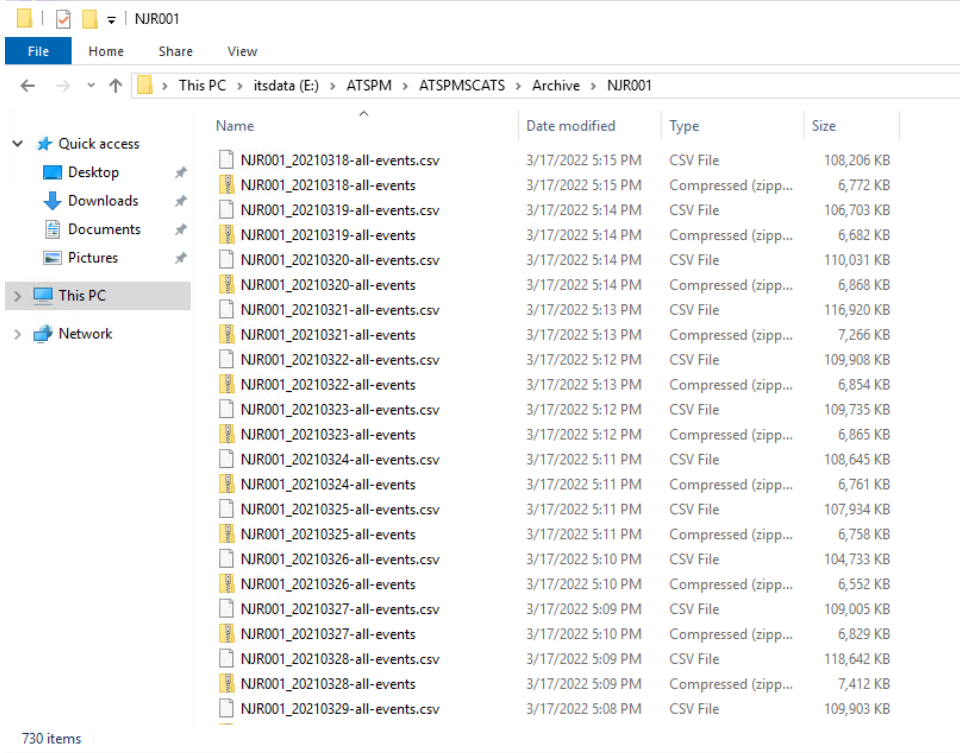 NJR001
File Home Share View
This PC itsdata (E:) ATSPM ATSPMSCATS Archive NJR001
Name Date modified Type Size
Quick access
Desktop
Downloads
Documents
Pictures
This PC
Network
NJR001_20210318-all-events.csv 3/17/2022 5:15 PM CSV File 108,206 KB
NJR001_20210318-all-events 3/17/2022 5:15 PM Compressed (zipp... 6,772 KB
NJR001_20210319-all-events.csv 3/17/2022 5:14 PM CSV File 106,703 KB
NJR001_20210319-all-events 3/17/2022 5:14 PM Compressed (zipp... 6,682 KB
NJR001_20210320-all-events.csv 3/17/2022 5:14 PM CSV File 110,031 KB
NJR001_20210320-all-events 3/17/2022 5:14 PM Compressed (zipp... 6,868 KB
NJR001_20210321-all-events.csv 3/17/2022 5:13 PM CSV File 116,920 KB
NJR001_20210321-all-events 3/17/2022 5:13 PM Compressed (zipp... 7,266 KB
NJR001_20210322-all-events.csv 3/17/2022 5:12 PM CSV File 109,908 KB
NJR001_20210322-all-events 3/17/2022 5:13 PM Compressed (zipp... 6,854 KB
NJR001_20210323-all-events.csv 3/17/2022 5:12 PM CSV File 109,735 KB
NJR001_20210323-all-events 3/17/2022 5:12 PM Compressed (zipp... 6,865 KB
NJR001_20210324-all-events.csv 3/17/2022 5:11 PM CSV File 108,645 KB
NJR001_20210324-all-events 3/17/2022 5:11 PM Compressed (zipp... 6,761 KB
NJR001_20210325-all-events.csv 3/17/2022 5:11 PM CSV File 107,934 KB
NJR001_20210325-all-events 3/17/2022 5:11 PM Compressed (zipp... 6,758 KB
NJR001_20210326-all-events.csv 3/17/2022 5:10 PM CSV File 104,733 KB
NJR001_20210326-all-events 3/17/2022 5:10 PM Compressed (zipp... 6,552 KB
NJR001_20210327-all-events.csv 3/17/2022 5:09 PM CSV File 109,005 KB
NJR001_20210327-all-events 3/17/2022 5:10 PM Compressed (zipp... 6,829 KB
NJR001_20210328-all-events.csv 3/17/2022 5:09 PM CSV File 118,642 KB
NJR001_20210328-all-events 3/17/2022 5:09 PM Compressed (zipp... 7,412 KB
NJR001_20210329-all-events.csv 3/17/2022 5:08 PM CSV File 109,903 KB
730 items